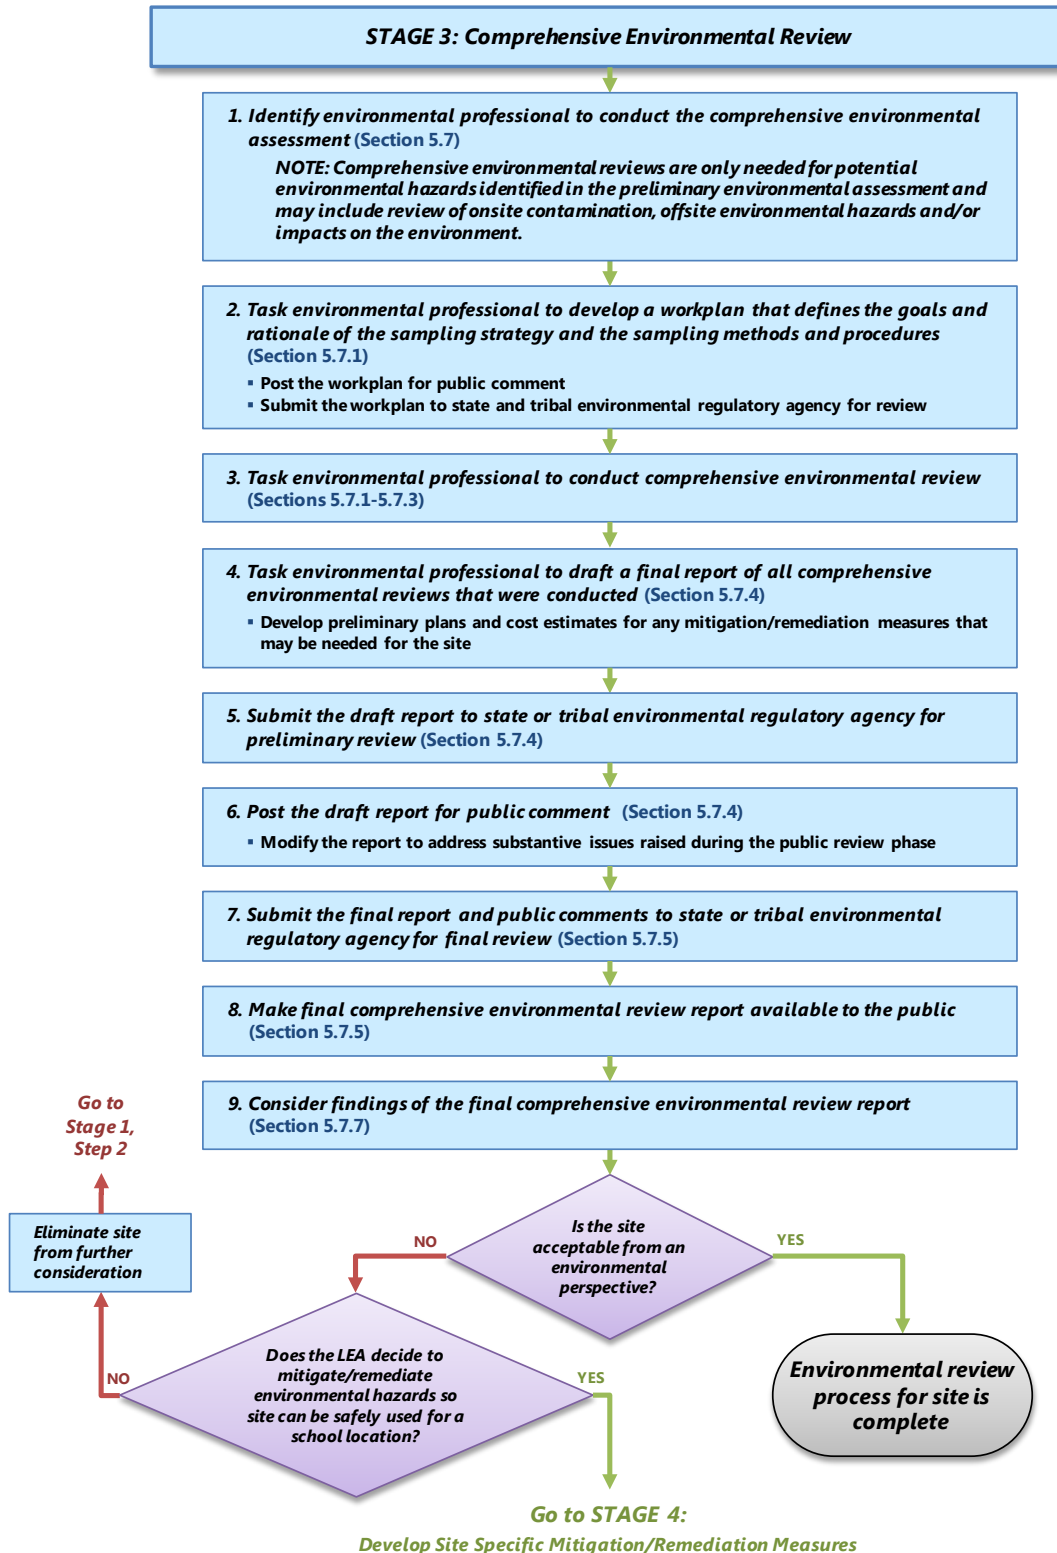 STAGE 3: Comprehensive Environmental Review
1. Identify environmental professional to conduct the comprehensive environmental
assessment (Section 5.7)
NOTE: Comprehensive environmental reviews are only needed for potential
environmental hazards identified in the preliminary environmental assessment and
may include review of onsite contamination, offsite environmental hazards and/or
impacts on the environment.
2. Task environmental professional to develop a workplan that defines the goals and
rationale of the sampling strategy and the sampling methods and procedures
(Section 5.7.1)
▪ Post the workplan for public comment
▪ Submit the workplan to state and tribal environmental regulatory agency for review
3. Task environmental professional to conduct comprehensive environmental review
(Sections 5.7.1-5.7.3)
4. Task environmental professional to draft a final report of all comprehensive
environmental reviews that were conducted (Section 5.7.4)
▪ Develop preliminary plans and cost estimates for any mitigation/remediation measures that
may be needed for the site
5. Submit the draft report to state or tribal environmental regulatory agency for
preliminary review (Section 5.7.4)
6. Post the draft report for public comment (Section 5.7.4)
▪ Modify the report to address substantive issues raised during the public review phase
7. Submit the final report and public comments to state or tribal environmental
regulatory agency for final review (Section 5.7.5)
8. Make final comprehensive environmental review report available to the public
(Section 5.7.5)
9. Consider findings of the final comprehensive environmental review report
(Section 5.7.7)
Go to
Stage 1,
Step 2
Eliminate site
from further
consideration
NO
Is the site
acceptable from an
environmental
perspective?
YES
NO
Does the LEA decide to
mitigate/remediate
environmental hazards so
site can be safely used for a
school location?
YES
Environmental review
process for site is
complete
Go to STAGE 4:
Develop Site Specific Mitigation/Remediation Measures